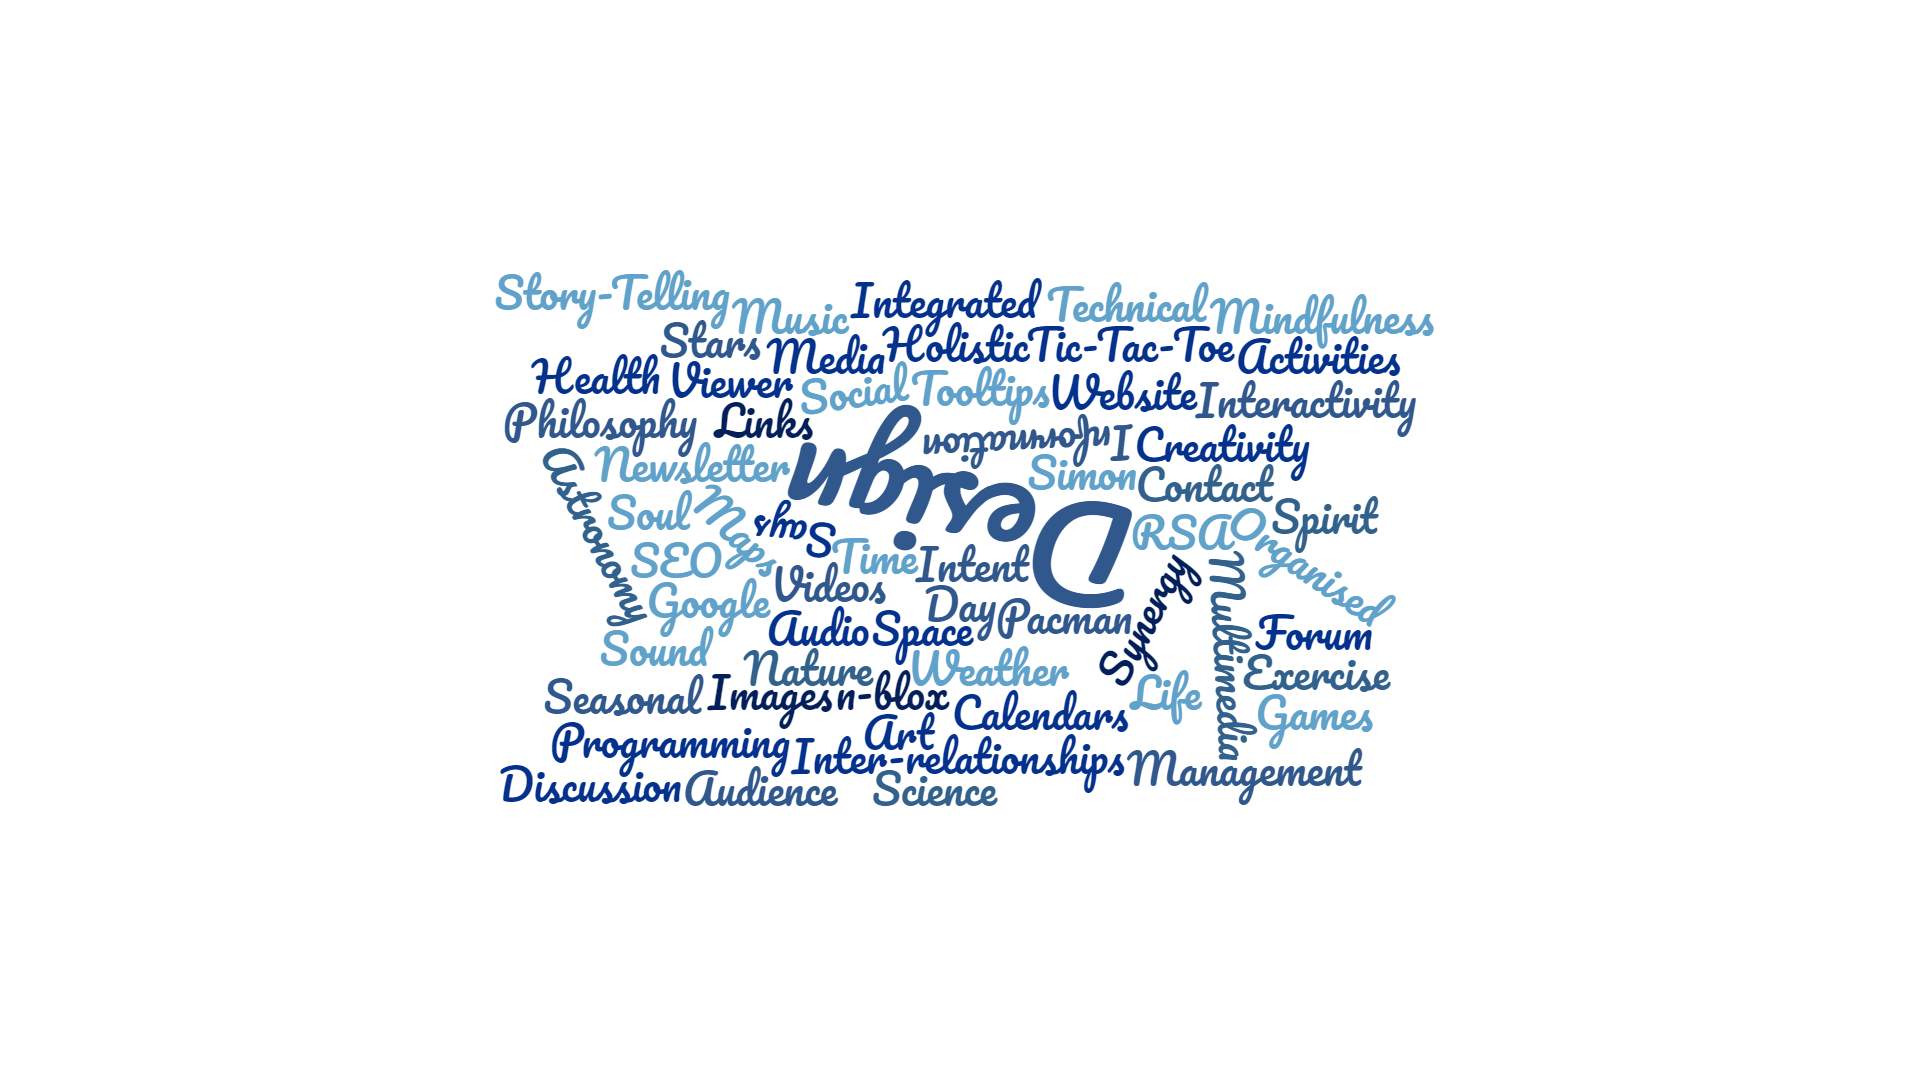 Story-Telling
Music
Integrated
Technical
Mindfulness
Stars
Media
Holistic
Tic-Tac-Toe
Activities
Health
Viewer
Social
Tooltips
Website
Interactivity
Philosophy
Links
Information
Creativity
Newsletter
Design
Simon
Contact
Astronomy
Soul
Maps
Says
RSA
Organised
Spirit
SEO
Time
Intent
Google
Videos
Day
Pacman
Synergy
Multimedia
Forum
Sound
Audio
Space
Nature
Weather
Exercise
Seasonal
Images
n-blox
Life
Games
Calendars
Art
Programming
Inter-relationships
Management
Discussion
Audience
Science